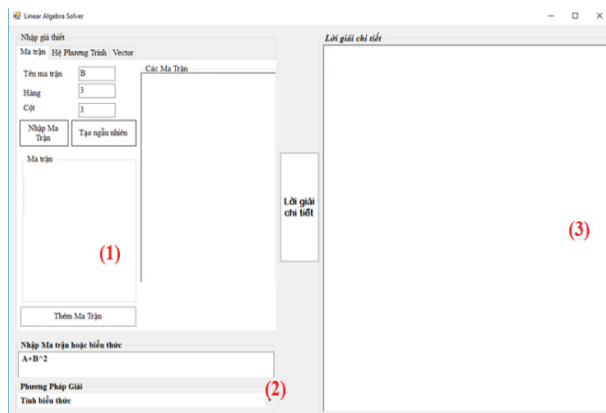 Linear Algebra Solver
Nhập giả thiết
Ma trận Hệ Phương Trình Vector
Tên ma trận B
Hàng 3
Cột 3
Nhập Ma Trận
Tạo ngẫu nhiên
Các Ma Trận
Ma trận
(1)
Thêm Ma Trận
Nhập Ma trận hoặc biểu thức
A+B^2
Phương Pháp Giải
Tính biểu thức
(2)
Lời giải
chi tiết
Lời giải chi tiết
(3)